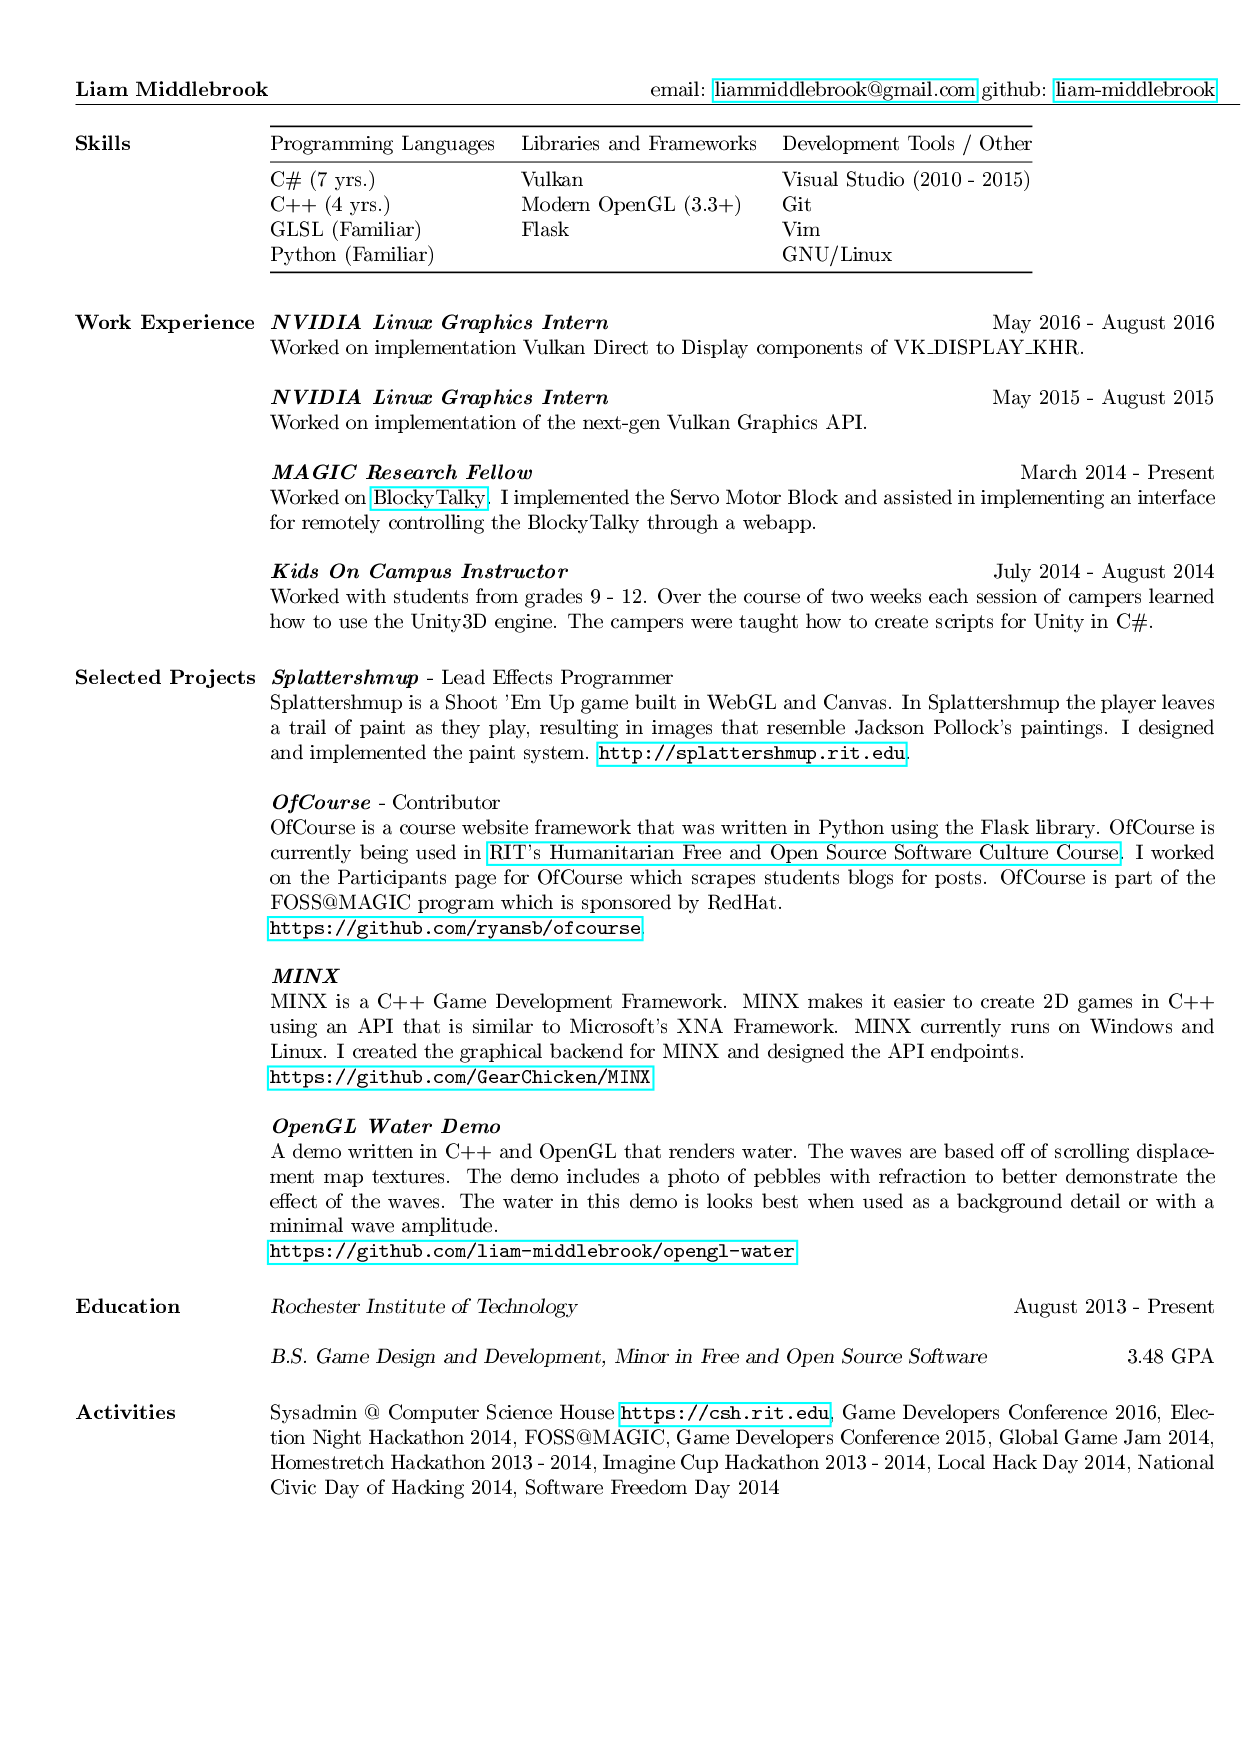 Liam Middlebrook email: liammiddlebrook@gmail.com github: liam-middlebrook
Skills
Programming Languages Libraries and Frameworks Development Tools / Other
C# (7 yrs.) Vulkan Visual Studio (2010 - 2015)
C++ (4 yrs.) Modern OpenGL (3.3+) Git
GLSL (Familiar) Flask Vim
Python (Familiar) GNU/Linux
Work Experience NVIDIA Linux Graphics Intern May 2016 - August 2016
Worked on implementation Vulkan Direct to Display components of VK_DISPLAY_KHR.
NVIDIA Linux Graphics Intern May 2015 - August 2015
Worked on implementation of the next-gen Vulkan Graphics API.
MAGIC Research Fellow March 2014 - Present
Worked on BlockyTalky. I implemented the Servo Motor Block and assisted in implementing an interface
for remotely controlling the BlockyTalky through a webapp.
Kids On Campus Instructor July 2014 - August 2014
Worked with students from grades 9 - 12. Over the course of two weeks each session of campers learned
how to use the Unity3D engine. The campers were taught how to create scripts for Unity in C#.
Selected Projects Splattershmup - Lead Effects Programmer
Splattershmup is a Shoot 'Em Up game built in WebGL and Canvas. In Splattershmup the player leaves
a trail of paint as they play, resulting in images that resemble Jackson Pollock's paintings. I designed
and implemented the paint system. http://splattershmup.rit.edu.
OfCourse - Contributor
OfCourse is a course website framework that was written in Python using the Flask library. OfCourse is
currently being used in RIT's Humanitarian Free and Open Source Software Culture Course. I worked
on the Participants page for OfCourse which scrapes students blogs for posts. OfCourse is part of the
FOSS@MAGIC program which is sponsored by RedHat.
https://github.com/ryansb/ofcourse.
MINX
MINX is a C++ Game Development Framework. MINX makes it easier to create 2D games in C++
using an API that is similar to Microsoft's XNA Framework. MINX currently runs on Windows and
Linux. I created the graphical backend for MINX and designed the API endpoints.
https://github.com/GearChicken/MINX
OpenGL Water Demo
A demo written in C++ and OpenGL that renders water. The waves are based off of scrolling displace-
ment map textures. The demo includes a photo of pebbles with refraction to better demonstrate the
effect of the waves. The water in this demo is looks best when used as a background detail or with a
minimal wave amplitude.
https://github.com/liam-middlebrook/opengl-water
Education Rochester Institute of Technology August 2013 - Present
B.S. Game Design and Development, Minor in Free and Open Source Software 3.48 GPA
Activities Sysadmin @ Computer Science House https://csh.rit.edu, Game Developers Conference 2016, Elec-
tion Night Hackathon 2014, FOSS@MAGIC, Game Developers Conference 2015, Global Game Jam 2014,
Homestretch Hackathon 2013 - 2014, Imagine Cup Hackathon 2013 - 2014, Local Hack Day 2014, National
Civic Day of Hacking 2014, Software Freedom Day 2014